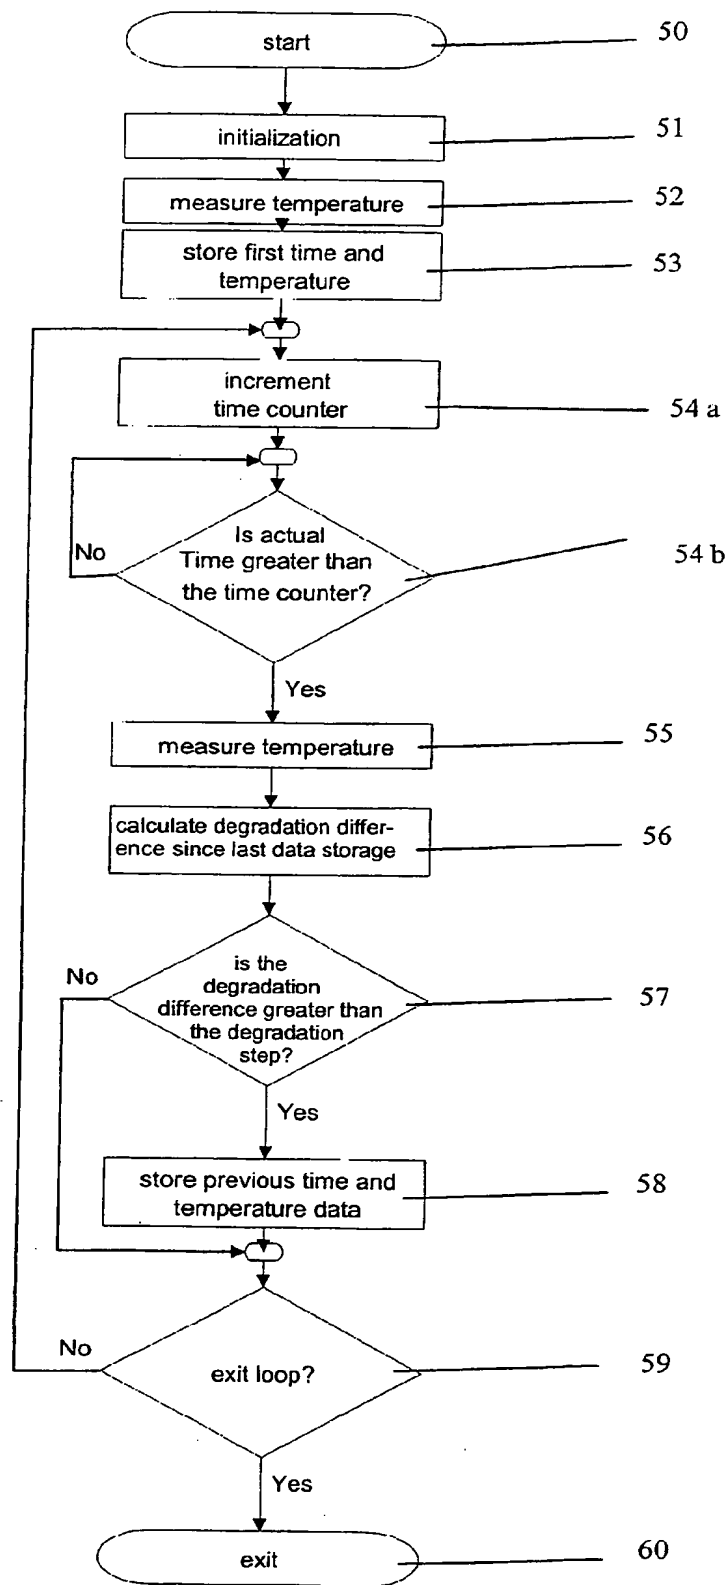 start
50
initialization
51
measure temperature
52
store first time and
temperature
53
increment
time counter
54 a
Is actual
Time greater than
the time counter?
No
54 b
Yes
measure temperature
55
calculate degradation differ-
ence since last data storage
56
No
is the
degradation
difference greater than
the degradation
step?
57
Yes
store previous time and
temperature data
58
No
exit loop?
59
Yes
exit
60